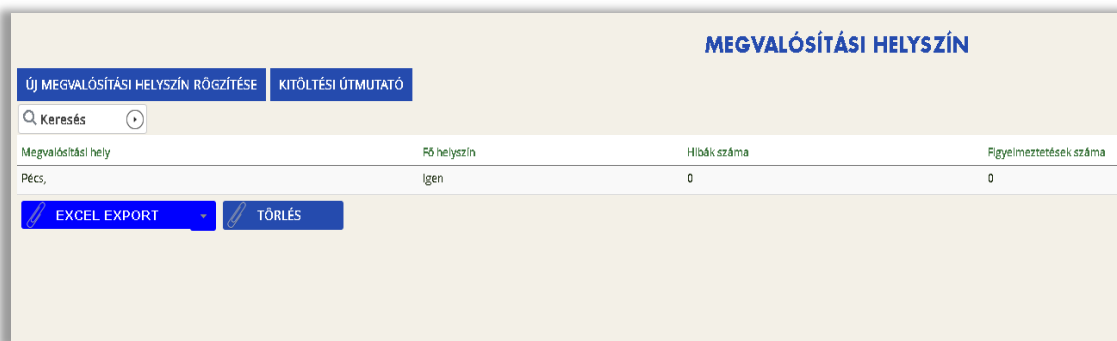 MEGVALÓSÍTÁSI HELYSZÍN
ÚJ MEGVALÓSÍTÁSI HELYSZÍN RÖGZÍTÉSE KITÖLTÉSI ÚTMUTATÓ
Keresés
Megvalósítási hely Fő helyszín Hibák száma Figyelmeztetések száma
Pécs, Igen 0 0
EXCEL EXPORT TÖRLÉS